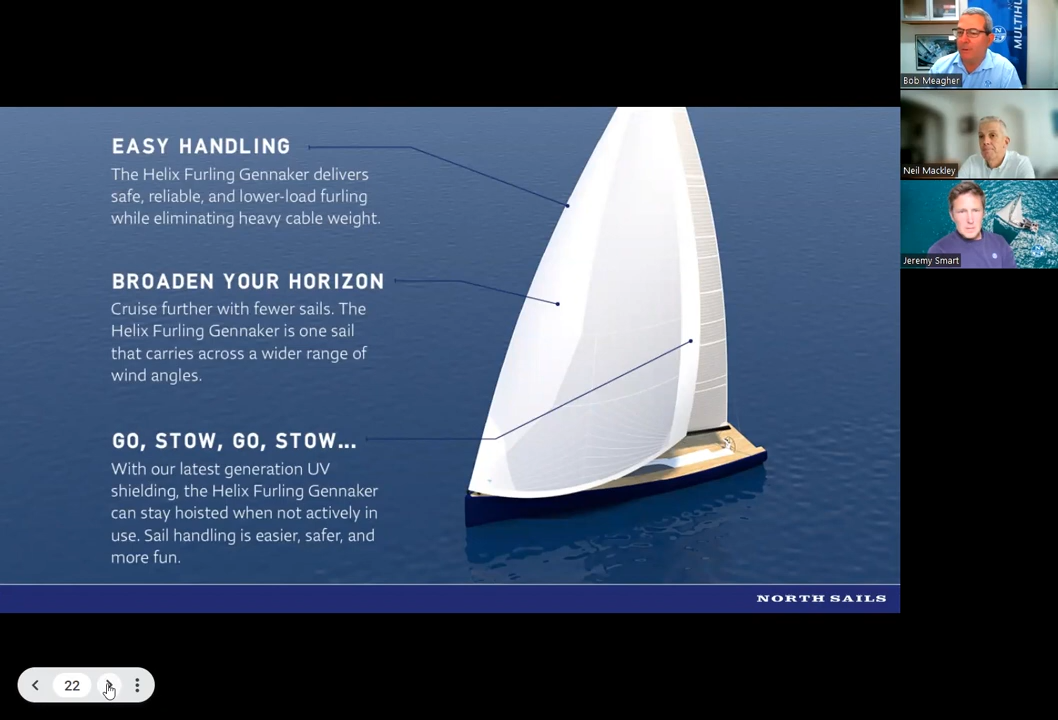 EASY HANDLING
The Helix Furling Gennaker delivers
safe, reliable, and lower-load furling
while eliminating heavy cable weight.
BROADEN YOUR HORIZON
Cruise further with fewer sails. The
Helix Furling Gennaker is one sail
that carries across a wider range of
wind angles.
GO, STOW, GO, STOW...
With our latest generation UV
shielding, the Helix Furling Gennaker
can stay hoisted when not actively in
use. Sail handling is easier, safer, and
more fun.
NORTH SAILS
22
MULTIHU
Bob Meagher
Neil Mackley
Jeremy Smart